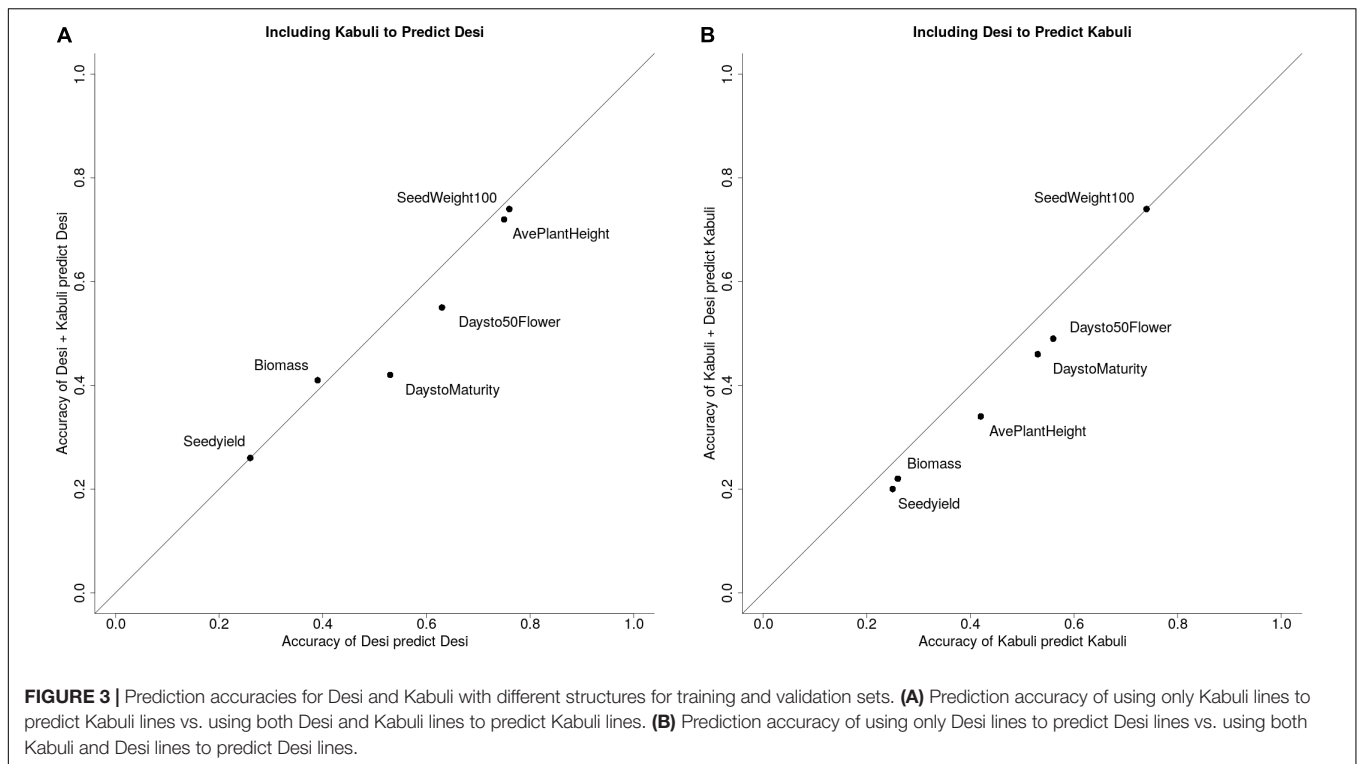 A
Including Kabuli to Predict Desi
Accuracy of Desi + Kabuli predict Desi
1.0
0.8
0.6
0.4
0.2
0.0
SeedWeight100
AvePlantHeight
Daysto50Flower
Biomass
DaystoMaturity
Seedyield
0.0 0.2 0.4 0.6 0.8 1.0
Accuracy of Desi predict Desi
B
Including Desi to Predict Kabuli
Accuracy of Kabuli + Desi predict Kabuli
1.0
0.8
0.6
0.4
0.2
0.0
SeedWeight100
Daysto50Flower
DaystoMaturity
AvePlantHeight
Biomass
Seedyield
0.0 0.2 0.4 0.6 0.8 1.0
Accuracy of Kabuli predict Kabuli
FIGURE 3 | Prediction accuracies for Desi and Kabuli with different structures for training and validation sets. (A) Prediction accuracy of using only Kabuli lines to
predict Kabuli lines vs. using both Desi and Kabuli lines to predict Kabuli lines. (B) Prediction accuracy of using only Desi lines to predict Desi lines vs. using both
Kabuli and Desi lines to predict Desi lines.